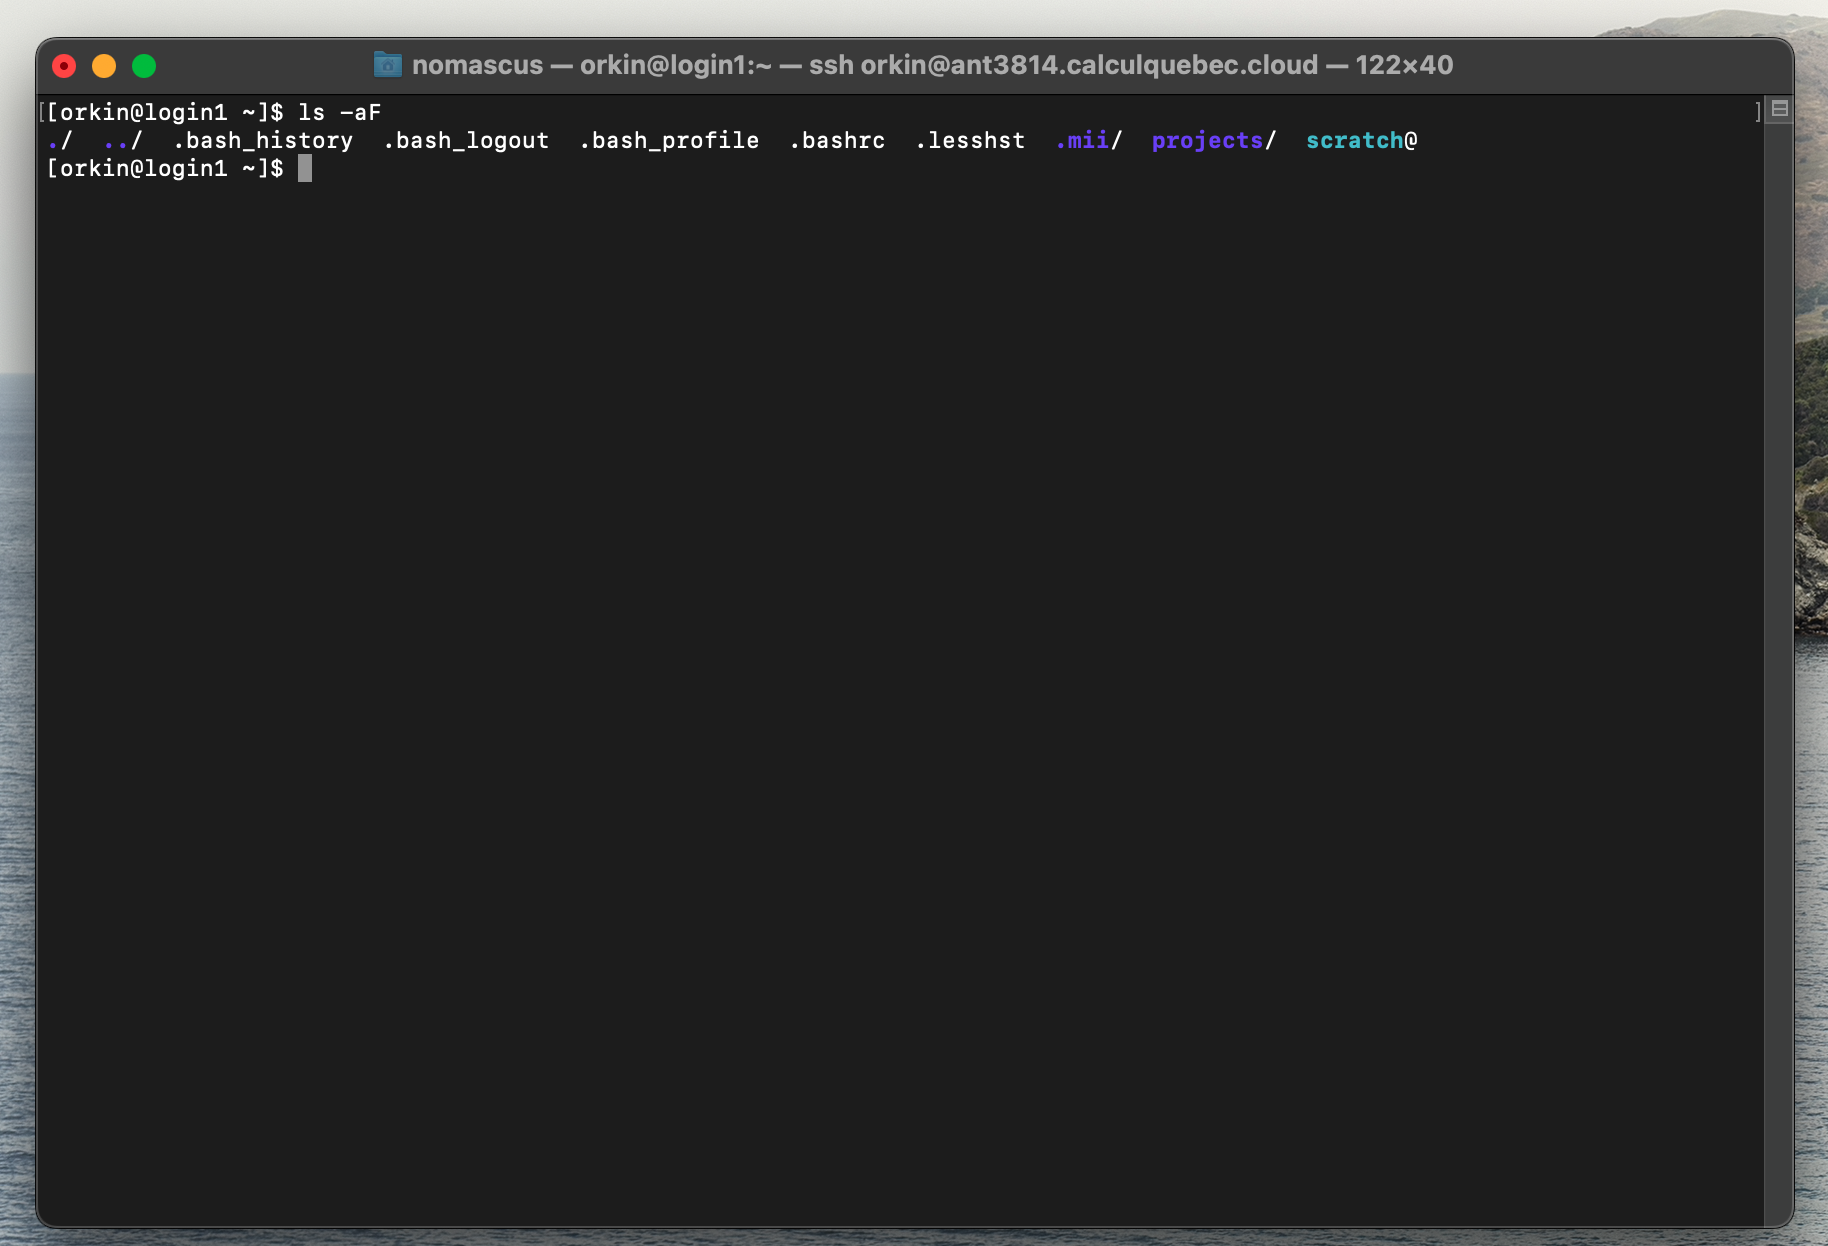 nomascus — orkin@login1:~ — ssh orkin@ant3814.calculquebec.cloud — 122×40
[[orkin@login1 ~]$ ls -aF ]
./  ../  .bash_history  .bash_logout  .bash_profile  .bashrc  .lesshst  .mii/  projects/  scratch@
[orkin@login1 ~]$